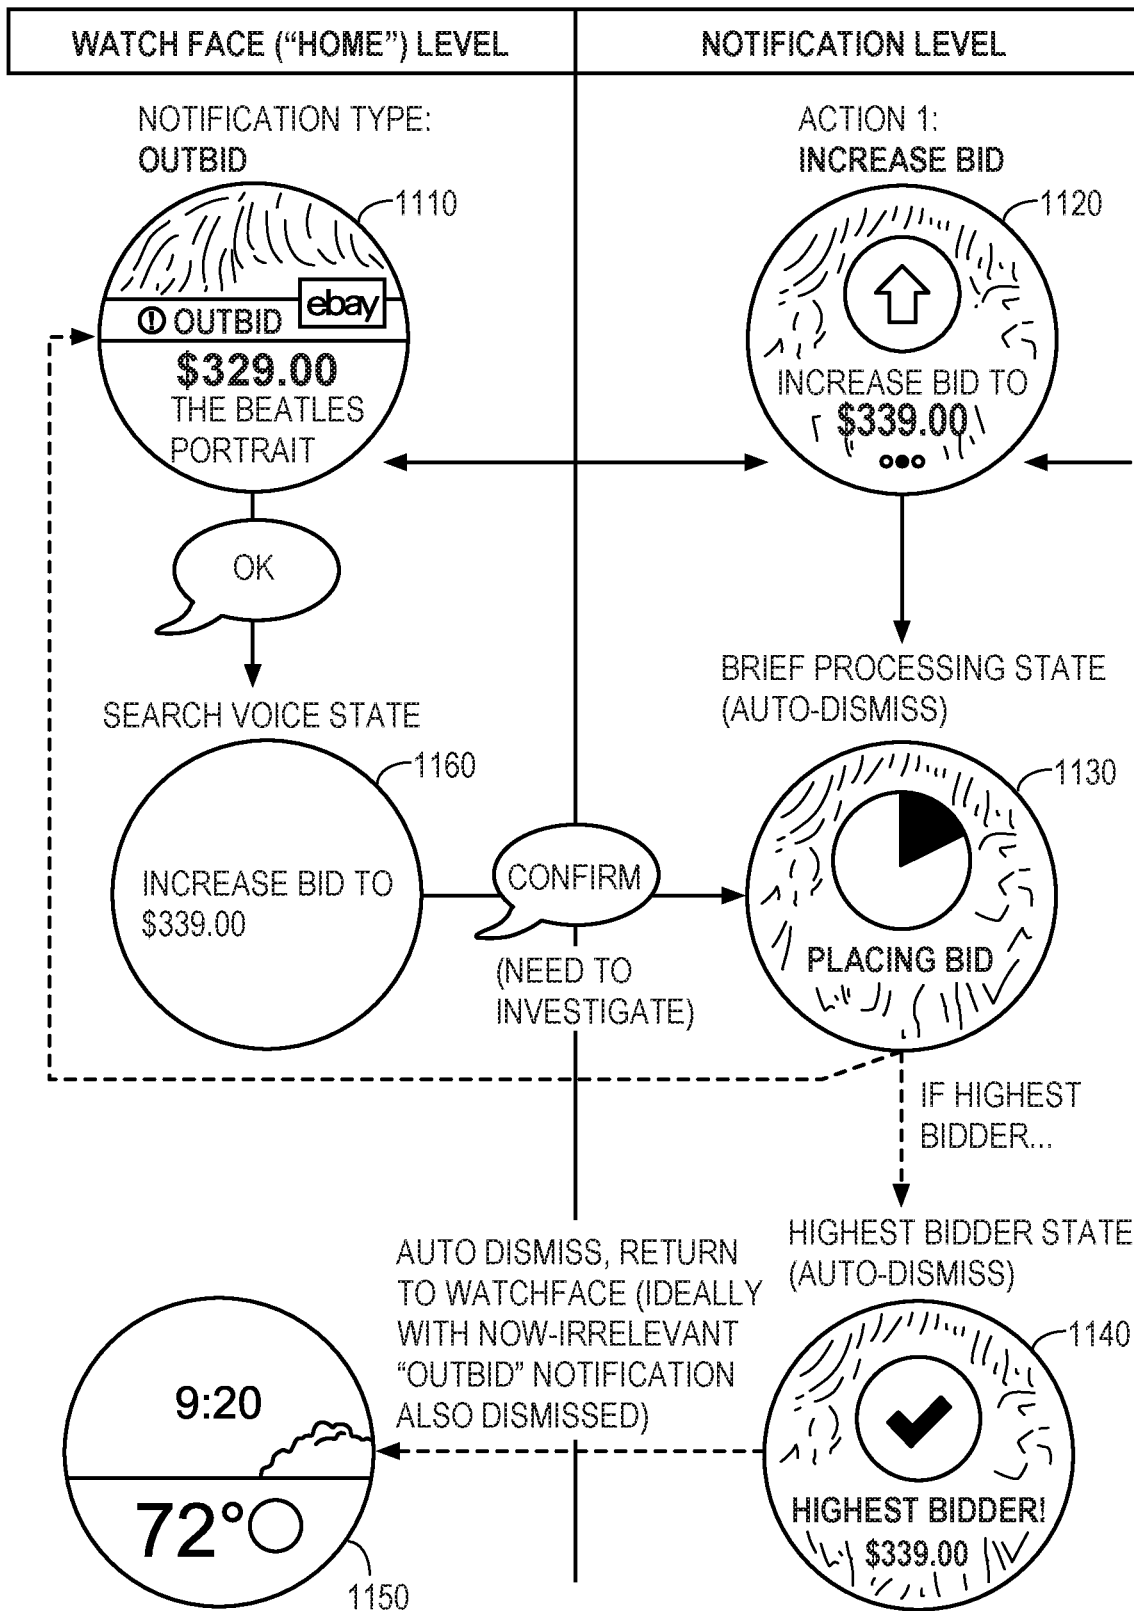 WATCH FACE (“HOME”) LEVEL
NOTIFICATION LEVEL
NOTIFICATION TYPE:
OUTBID
1110
ebay
! OUTBID
$329.00
THE BEATLES
PORTRAIT
ACTION 1:
INCREASE BID
1120
INCREASE BID TO
$339.00
OK
SEARCH VOICE STATE
1160
INCREASE BID TO
$339.00
CONFIRM
(NEED TO
INVESTIGATE)
BRIEF PROCESSING STATE
(AUTO-DISMISS)
1130
PLACING BID
IF HIGHEST
BIDDER...
HIGHEST BIDDER STATE
(AUTO-DISMISS)
1140
HIGHEST BIDDER!
$339.00
AUTO DISMISS, RETURN
TO WATCHFACE (IDEALLY
WITH NOW-IRRELEVANT
“OUTBID” NOTIFICATION
ALSO DISMISSED)
9:20
72°
1150